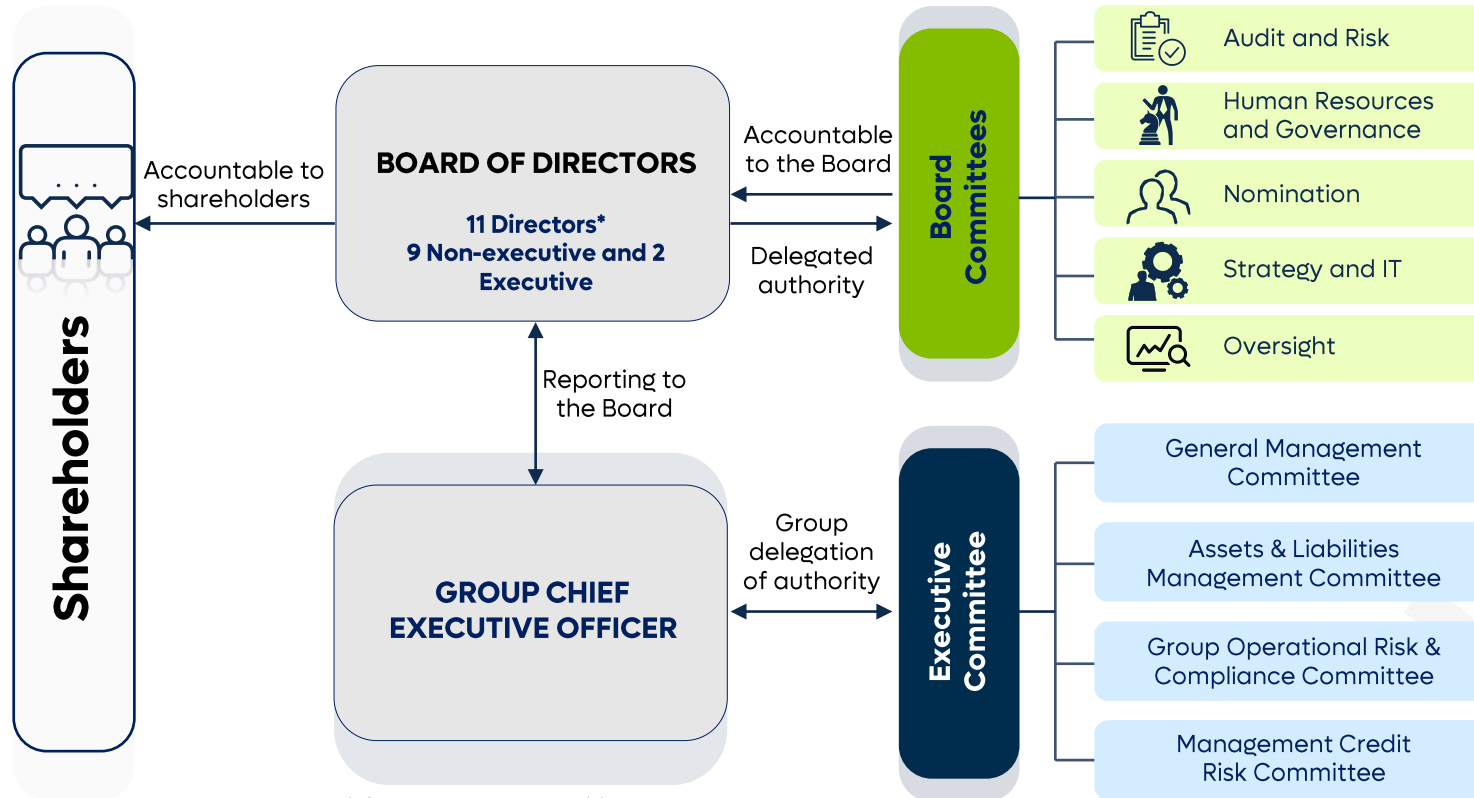 Shareholders
Accountable to
shareholders
BOARD OF DIRECTORS
11 Directors*
9 Non-executive and 2
Executive
Accountable
to the Board
Delegated
authority
Board
Committees
Audit and Risk
Human Resources
and Governance
Nomination
Strategy and IT
Oversight
Reporting to
the Board
GROUP CHIEF
EXECUTIVE OFFICER
Group
delegation
of authority
Executive
Committee
General Management
Committee
Assets & Liabilities
Management Committee
Group Operational Risk &
Compliance Committee
Management Credit
Risk Committee